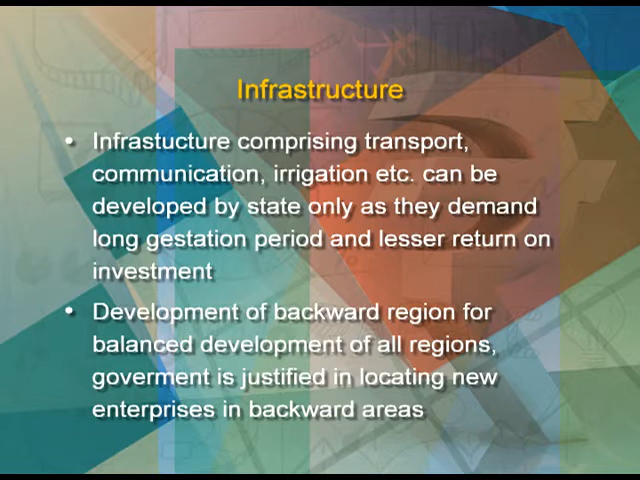 Infrastructure
• Infrastucture comprising transport,
communication, irrigation etc. can be
developed by state only as they demand
long gestation period and lesser return on
investment
• Development of backward region for
balanced development of all regions,
goverment is justified in locating new
enterprises in backward areas